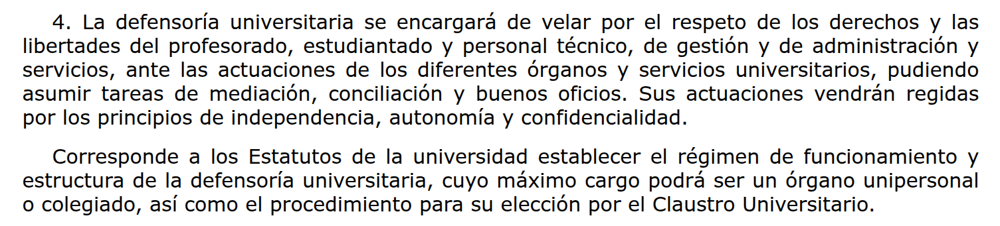 4. La defensoría universitaria se encargará de velar por el respeto de los derechos y las
libertades del profesorado, estudiantado y personal técnico, de gestión y de administración y
servicios, ante las actuaciones de los diferentes órganos y servicios universitarios, pudiendo
asumir tareas de mediación, conciliación y buenos oficios. Sus actuaciones vendrán regidas
por los principios de independencia, autonomía y confidencialidad.
Corresponde a los Estatutos de la universidad establecer el régimen de funcionamiento y
estructura de la defensoría universitaria, cuyo máximo cargo podrá ser un órgano unipersonal
o colegiado, así como el procedimiento para su elección por el Claustro Universitario.